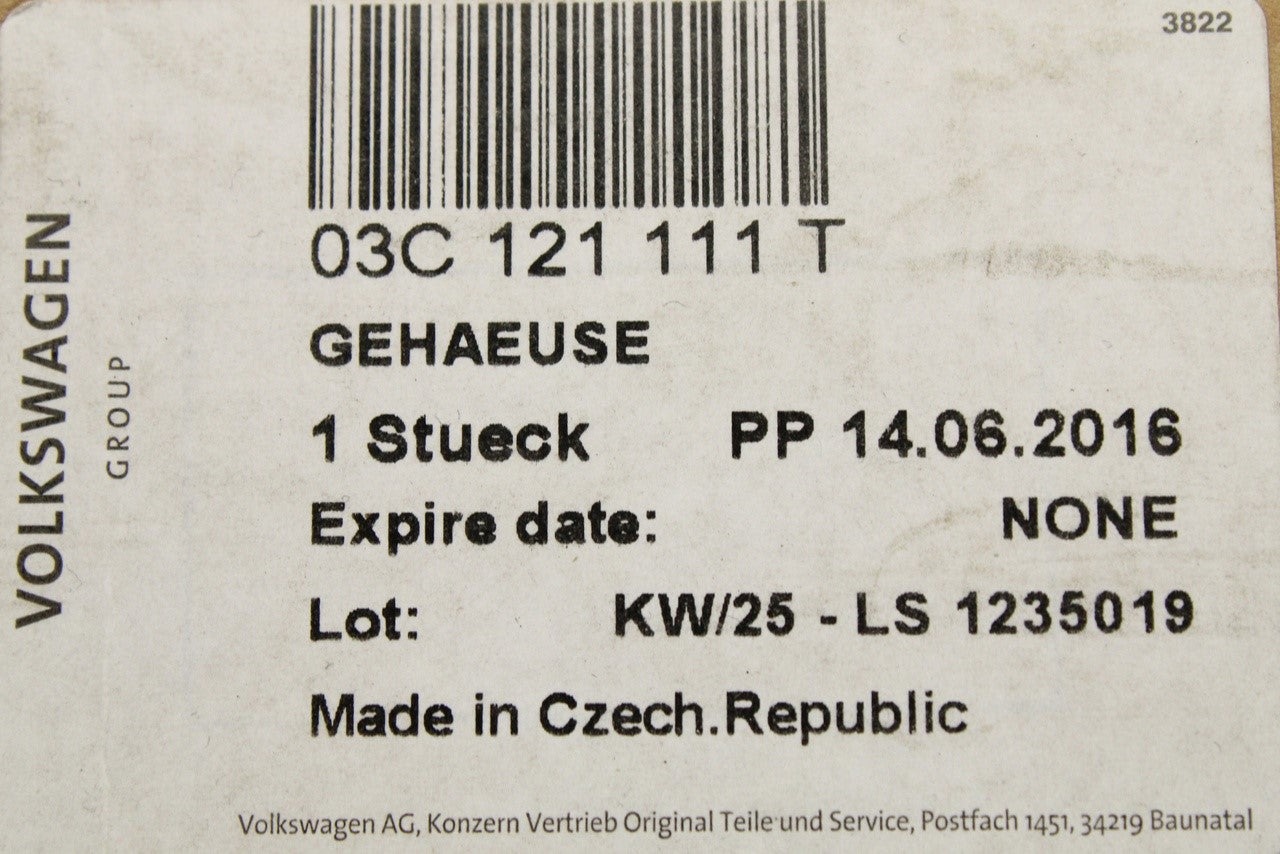 3822
03C 121 111 T
GEHAEUSE
1 Stueck PP 14.06.2016
Expire date: NONE
Lot: KW/25 - LS 1235019
Made in Czech.Republic
VOLKSWAGEN
GROUP
Volkswagen AG, Konzern Vertrieb Original Teile und Service, Postfach 1451, 34219 Baunatal